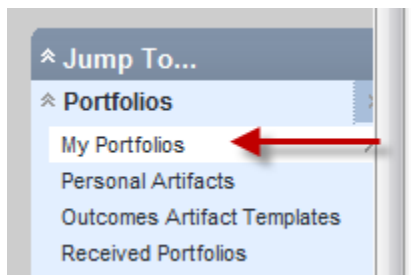 Jump To...
Portfolios
My Portfolios
Personal Artifacts
Outcomes Artifact Templates
Received Portfolios